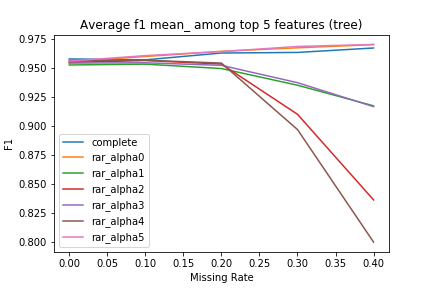 Average f1 mean_ among top 5 features (tree)
0.975
0.950
0.925
0.900
0.875
0.850
0.825
0.800
F1
complete
rar_alpha0
rar_alpha1
rar_alpha2
rar_alpha3
rar_alpha4
rar_alpha5
0.00 0.05 0.10 0.15 0.20 0.25 0.30 0.35 0.40
Missing Rate